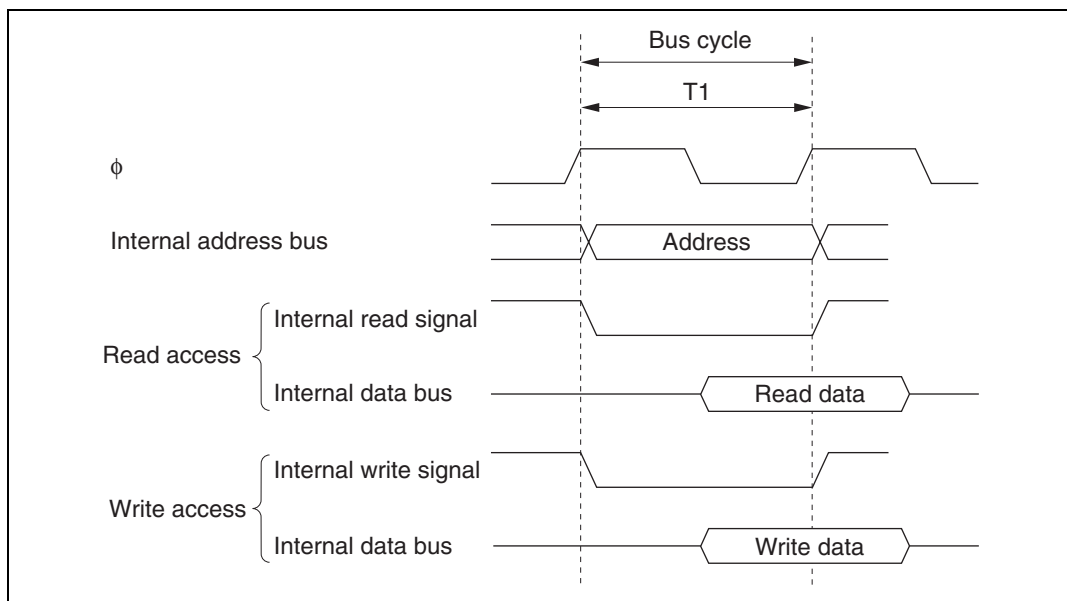 Bus cycle
T1
ϕ
Internal address bus
Address
Read access
Internal read signal
Internal data bus
Read data
Write access
Internal write signal
Internal data bus
Write data